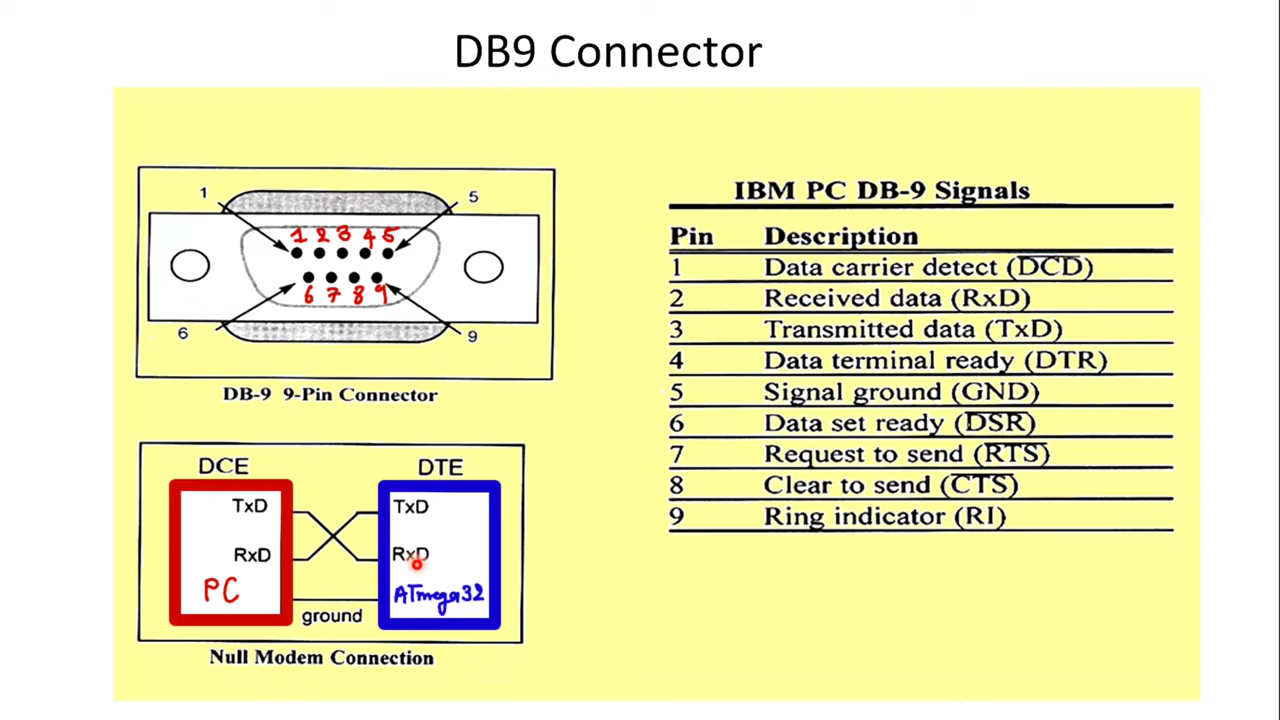 DB9 Connector
1 5
1 2 3 4 5
6 7 8 9
6 9
DB-9 9-Pin Connector
DCE DTE
TxD TxD
RxD RxD
PC ATmega32
ground
Null Modem Connection
IBM PC DB-9 Signals
Pin Description
1 Data carrier detect (D̅C̅D̅)
2 Received data (RxD)
3 Transmitted data (TxD)
4 Data terminal ready (DTR)
5 Signal ground (GND)
6 Data set ready (D̅S̅R̅)
7 Request to send (R̅T̅S̅)
8 Clear to send (C̅T̅S̅)
9 Ring indicator (RI)